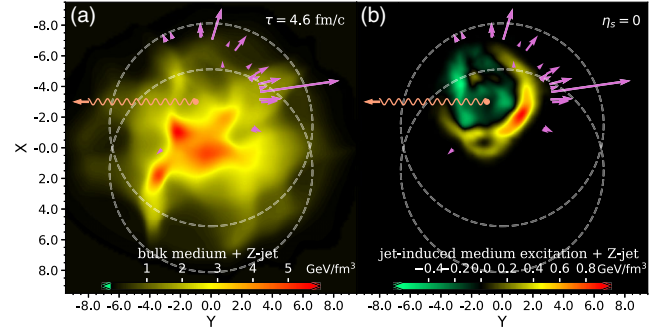 (a)
τ = 4.6 fm/c
(b)
ηs = 0
-8.0
-6.0
-4.0
-2.0
-0.0
2.0
4.0
6.0
8.0
X
bulk medium + Z-jet
1 2 3 4 5 GeV/fm³
jet-induced medium excitation + Z-jet
-0.4 -0.2 0.0 0.2 0.4 0.6 0.8 GeV/fm³
-8.0 -6.0 -4.0 -2.0 0.0 2.0 4.0 6.0 8.0
-8.0 -6.0 -4.0 -2.0 0.0 2.0 4.0 6.0 8.0
Y
Y